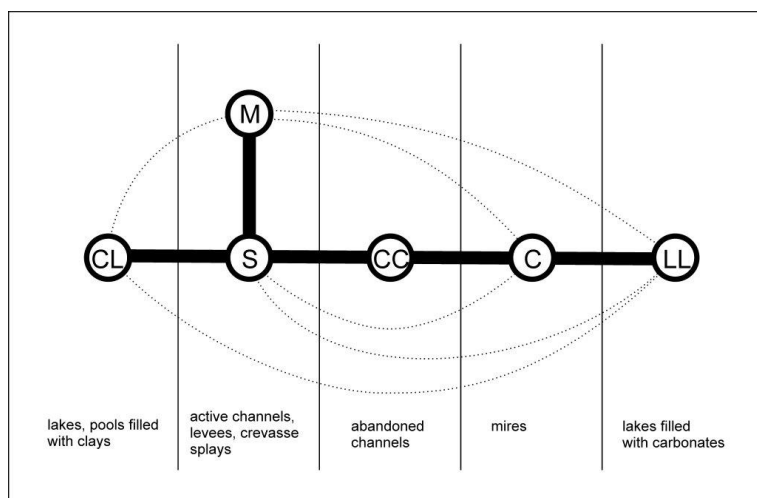 M
CL
S
CC
C
LL
lakes, pools filled
with clays
active channels,
levees, crevasse
splays
abandoned
channels
mires
lakes filled
with carbonates